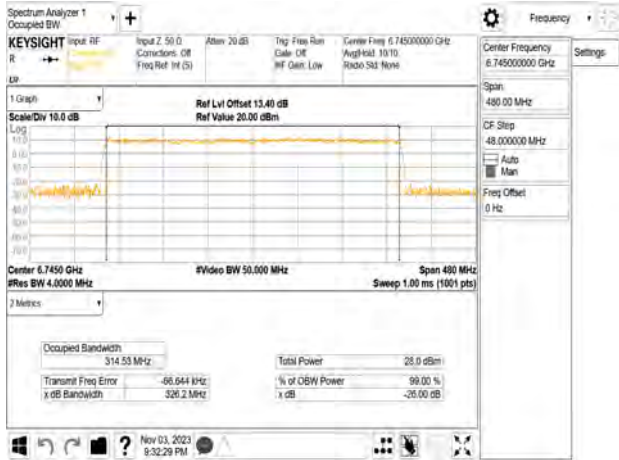 Spectrum Analyzer 1
Occupied BW
+
Frequency
KEYSIGHT
Input: RF
R
Input Z: 50 Ω
Corrections: Off
Freq Ref: Int (S)
Atten: 20 dB
Trig: Free Run
Gate: Off
#IF Gain: Low
Center Freq: 6.745000000 GHz
Avg|Hold: 10/10
Radio Std: None
Center Frequency
6.745000000 GHz
Settings
Span
480.00 MHz
CF Step
48.000000 MHz
Auto
Man
Freq Offset
0 Hz
1 Graph
Scale/Div 10.0 dB
Ref Lvl Offset 13.40 dB
Ref Value 20.00 dBm
Log
10.0
0.00
Center 6.7450 GHz
#Res BW 4.0000 MHz
#Video BW 50.000 MHz
Span 480 MHz
Sweep 1.00 ms (1001 pts)
2 Metrics
Occupied Bandwidth
314.53 MHz
Total Power
28.0 dBm
Transmit Freq Error
-66.644 kHz
% of OBW Power
99.00 %
x dB Bandwidth
326.2 MHz
x dB
-26.00 dB
?
Nov 03, 2023
9:32:29 PM